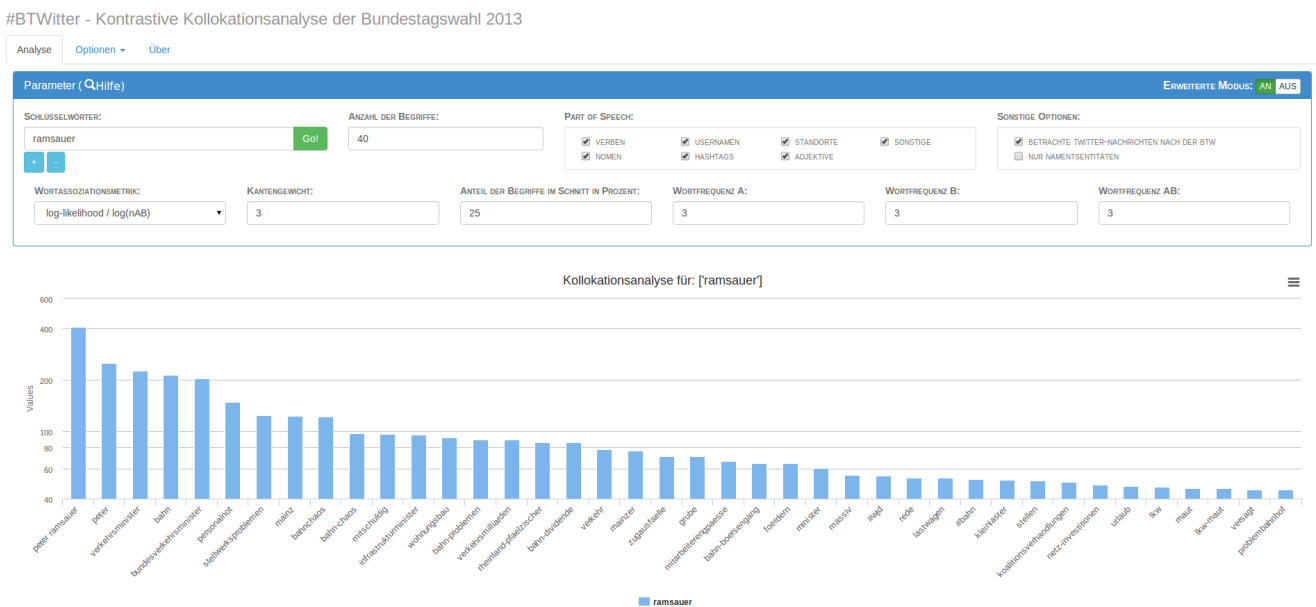 #BTWitter - Kontrastive Kollokationsanalyse der Bundestagswahl 2013
Analyse Optionen Über
Parameter ( Hilfe) Erweiterte Modus: AN AUS
Schlüsselwörter: Anzahl der Begriffe: Part of Speech: Sonstige Optionen:
ramsauer Go! 40
VERBEN USERNAMEN STANDORTE SONSTIGE BETRACHTE TWITTER-NACHRICHTEN NACH DER BTW
NOMEN HASHTAGS ADJEKTIVE NUR NAMENTSENTITÄTEN
+ -
Wortassoziationsmetrik: Kantengewicht: Anteil der Begriffe im Schnitt in Prozent: Wortfrequenz A: Wortfrequenz B: Wortfrequenz AB:
log-likelihood / log(nAB) 3 25 3 3 3
Kollokationsanalyse für: ['ramsauer']
600
400
200
100
80
60
40
Values
peter ramsauer
peter
verkehrsminister
bahn
bundesverkehrsminister
personalnot
stellwerksproblemen
mainz
bahnchaos
bahn-chaos
mitschuldig
infrastrukturminister
wohnungsbau
bahn-problemen
verkehrsmilliarden
rheinland-pfaelzischer
bahn-dividende
verkehr
mainzer
zugausfaelle
grube
mitarbeiterengpaesse
bahn-boersengang
foerdern
minister
massiv
#wjd
rede
lastwagen
#bahn
kleinlaster
stellen
koalitionsverhandlungen
netz-investitionen
urlaub
lkw
maut
lkw-maut
versagt
problembahnhof
ramsauer